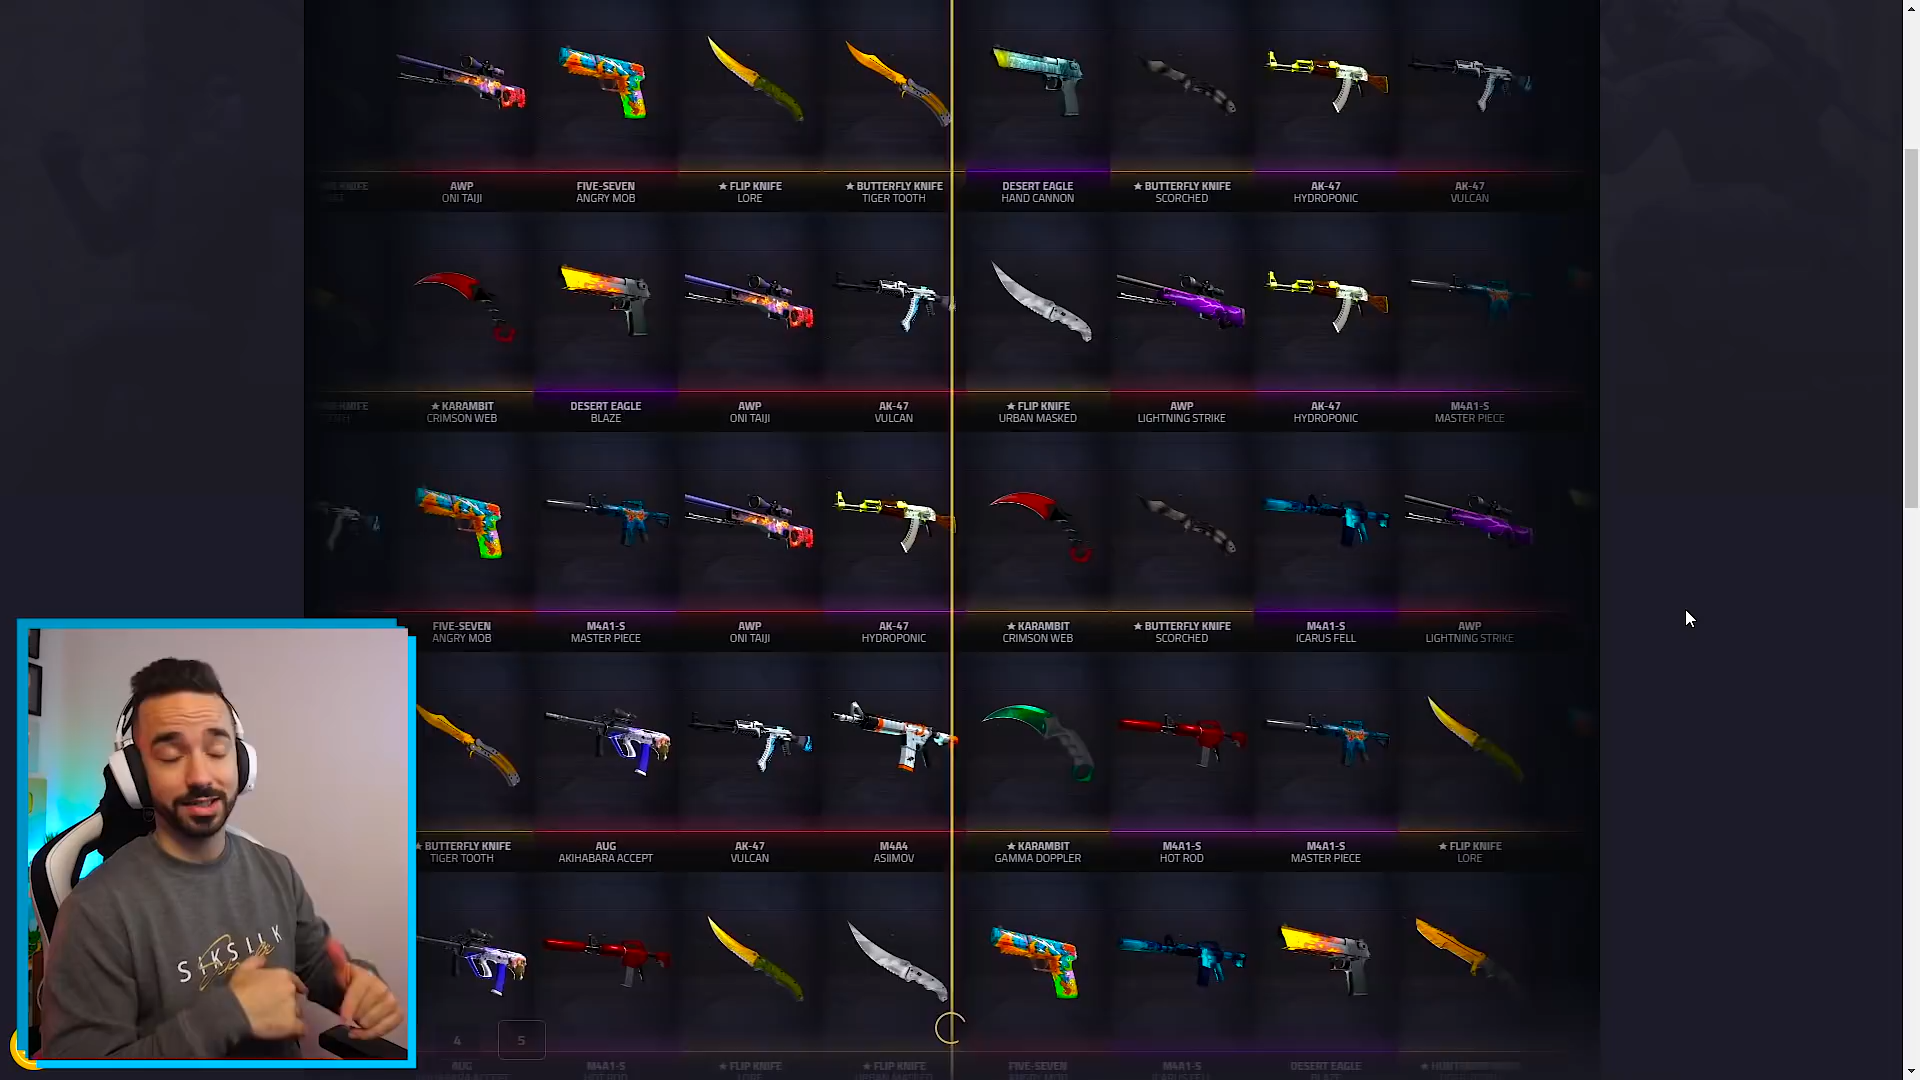 AWP
ONI TAIJI
FIVE-SEVEN
ANGRY MOB
★ FLIP KNIFE
LORE
★ BUTTERFLY KNIFE
TIGER TOOTH
DESERT EAGLE
HAND CANNON
★ BUTTERFLY KNIFE
SCORCHED
AK-47
HYDROPONIC
AK-47
VULCAN
★ KARAMBIT
CRIMSON WEB
DESERT EAGLE
BLAZE
AWP
ONI TAIJI
AK-47
VULCAN
★ FLIP KNIFE
URBAN MASKED
AWP
LIGHTNING STRIKE
AK-47
HYDROPONIC
M4A1-S
MASTER PIECE
FIVE-SEVEN
ANGRY MOB
M4A1-S
MASTER PIECE
AWP
ONI TAIJI
AK-47
HYDROPONIC
★ KARAMBIT
CRIMSON WEB
★ BUTTERFLY KNIFE
SCORCHED
M4A1-S
ICARUS FELL
AWP
LIGHTNING STRIKE
★ BUTTERFLY KNIFE
TIGER TOOTH
AUG
AKIHABARA ACCEPT
AK-47
VULCAN
M4A4
ASIIMOV
★ KARAMBIT
GAMMA DOPPLER
M4A1-S
HOT ROD
M4A1-S
MASTER PIECE
★ FLIP KNIFE
LORE
SIKSILK
4
5
AUG
M4A1-S
★ FLIP KNIFE
★ FLIP KNIFE
FIVE-SEVEN
M4A1-S
DESERT EAGLE